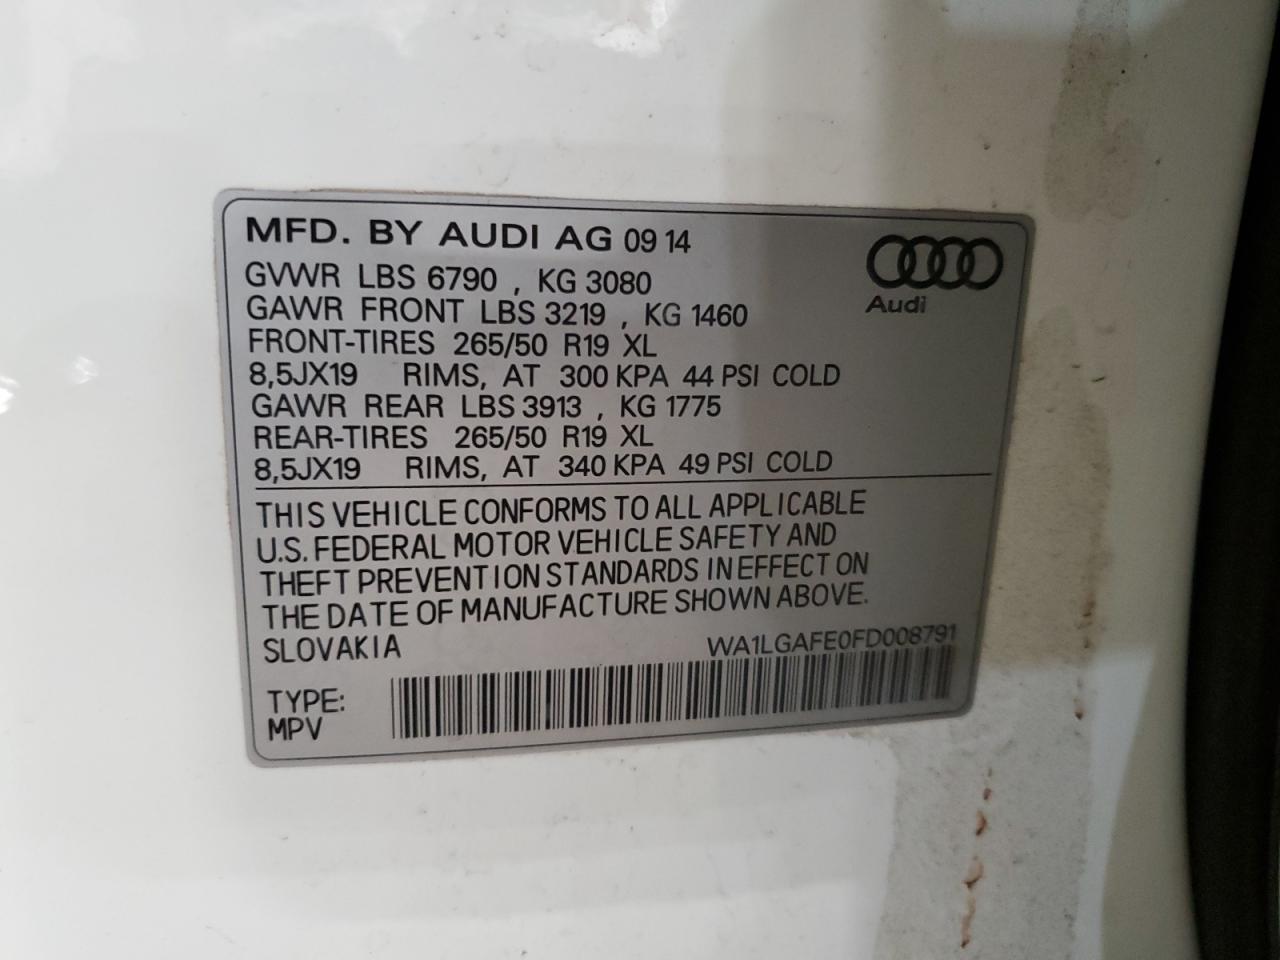 MFD. BY AUDI AG 09 14
GVWR LBS 6790 , KG 3080
GAWR FRONT LBS 3219 , KG 1460
FRONT-TIRES 265/50 R19 XL
8,5JX19 RIMS, AT 300 KPA 44 PSI COLD
GAWR REAR LBS 3913 , KG 1775
REAR-TIRES 265/50 R19 XL
8,5JX19 RIMS, AT 340 KPA 49 PSI COLD
Audi
THIS VEHICLE CONFORMS TO ALL APPLICABLE
U.S. FEDERAL MOTOR VEHICLE SAFETY AND
THEFT PREVENTION STANDARDS IN EFFECT ON
THE DATE OF MANUFACTURE SHOWN ABOVE.
SLOVAKIA WA1LGAFE0FD008791
TYPE:
MPV